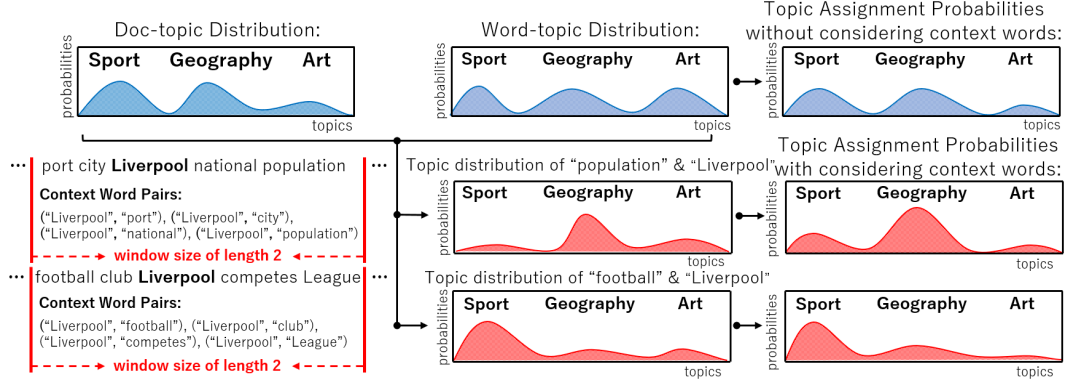 Doc-topic Distribution:
probabilities
Sport Geography Art
topics
Word-topic Distribution:
probabilities
Sport Geography Art
topics
Topic Assignment Probabilities
without considering context words:
probabilities
Sport Geography Art
topics
... port city Liverpool national population ...
Context Word Pairs:
(“Liverpool”, “port”), (“Liverpool”, “city”),
(“Liverpool”, “national”), (“Liverpool”, “population”)
window size of length 2
Topic distribution of “population” & “Liverpool”
probabilities
Sport Geography Art
topics
Topic Assignment Probabilities
with considering context words:
probabilities
Sport Geography Art
topics
... football club Liverpool competes League ...
Context Word Pairs:
(“Liverpool”, “football”), (“Liverpool”, “club”),
(“Liverpool”, “competes”), (“Liverpool”, “League”)
window size of length 2
Topic distribution of “football” & “Liverpool”
probabilities
Sport Geography Art
topics
probabilities
Sport Geography Art
topics